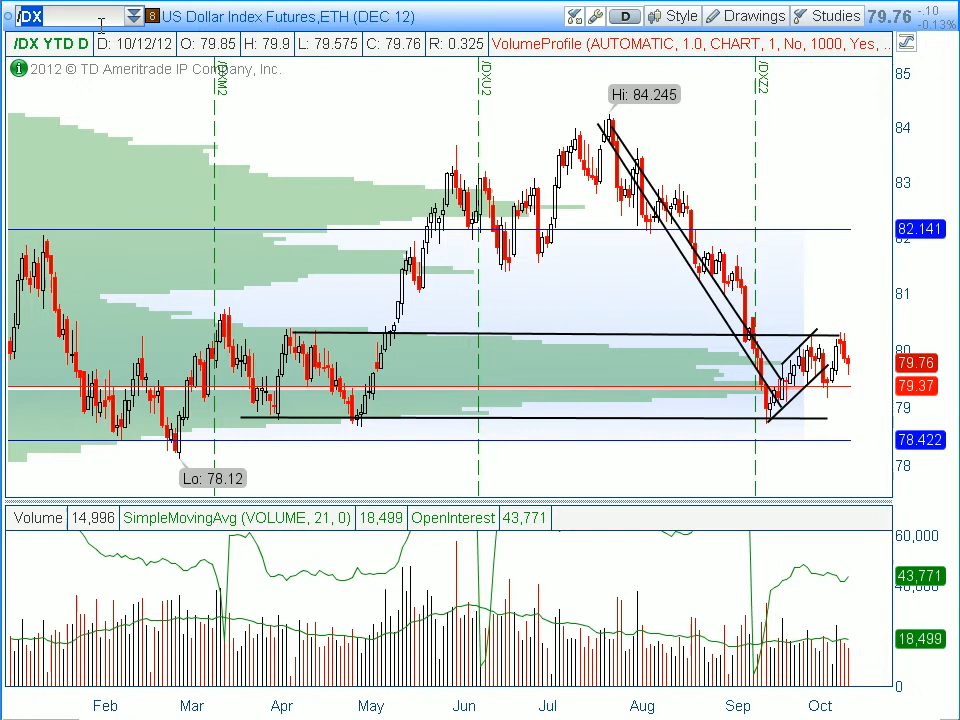 /DX 8 US Dollar Index Futures,ETH (DEC 12) D Style Drawings Studies 79.76 -.10 -0.13%
/DX YTD D D: 10/12/12 O: 79.85 H: 79.9 L: 79.575 C: 79.76 R: 0.325 VolumeProfile (AUTOMATIC, 1.0, CHART, 1, No, 1000, Yes, ...
i 2012 © TD Ameritrade IP Company, Inc.
/DXM2
/DXU2
/DXZ2
Hi: 84.245
Lo: 78.12
85
84
83
82.141
82
81
80
79.76
79.37
79
78.422
78
Volume 14,996 SimpleMovingAvg (VOLUME, 21, 0) 18,499 OpenInterest 43,771
60,000
43,771
40,000
18,499
0
Feb Mar Apr May Jun Jul Aug Sep Oct